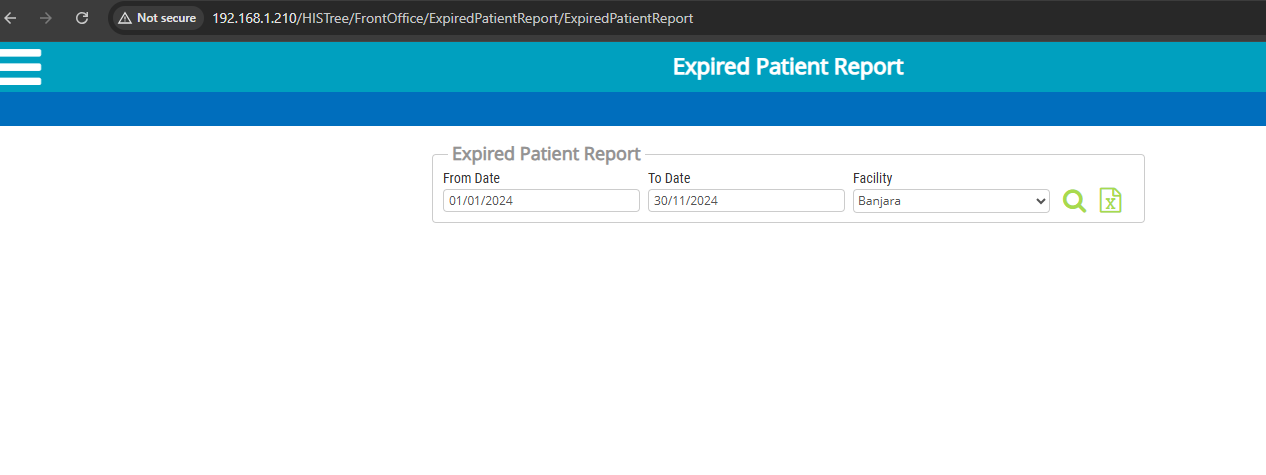 Not secure 192.168.1.210/HISTree/FrontOffice/ExpiredPatientReport/ExpiredPatientReport
Expired Patient Report
Expired Patient Report
From Date To Date Facility
01/01/2024 30/11/2024 Banjara